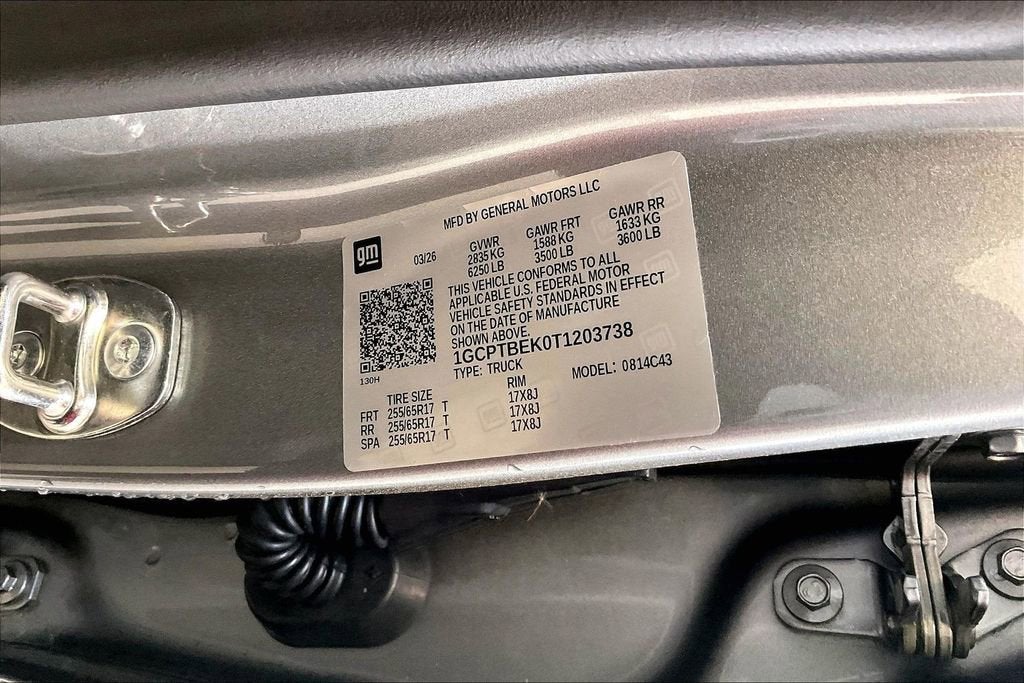 MFD BY GENERAL MOTORS LLC
gm
03/26
GVWR GAWR FRT GAWR RR
2835 KG 1588 KG 1633 KG
6250 LB 3500 LB 3600 LB
THIS VEHICLE CONFORMS TO ALL
APPLICABLE U.S. FEDERAL MOTOR
VEHICLE SAFETY STANDARDS IN EFFECT
ON THE DATE OF MANUFACTURE
SHOWN ABOVE.
1GCPTBEK0T1203738
130H
TYPE: TRUCK MODEL: 0814C43
TIRE SIZE RIM
FRT 255/65R17 T 17X8J
RR 255/65R17 T 17X8J
SPA 255/65R17 T 17X8J